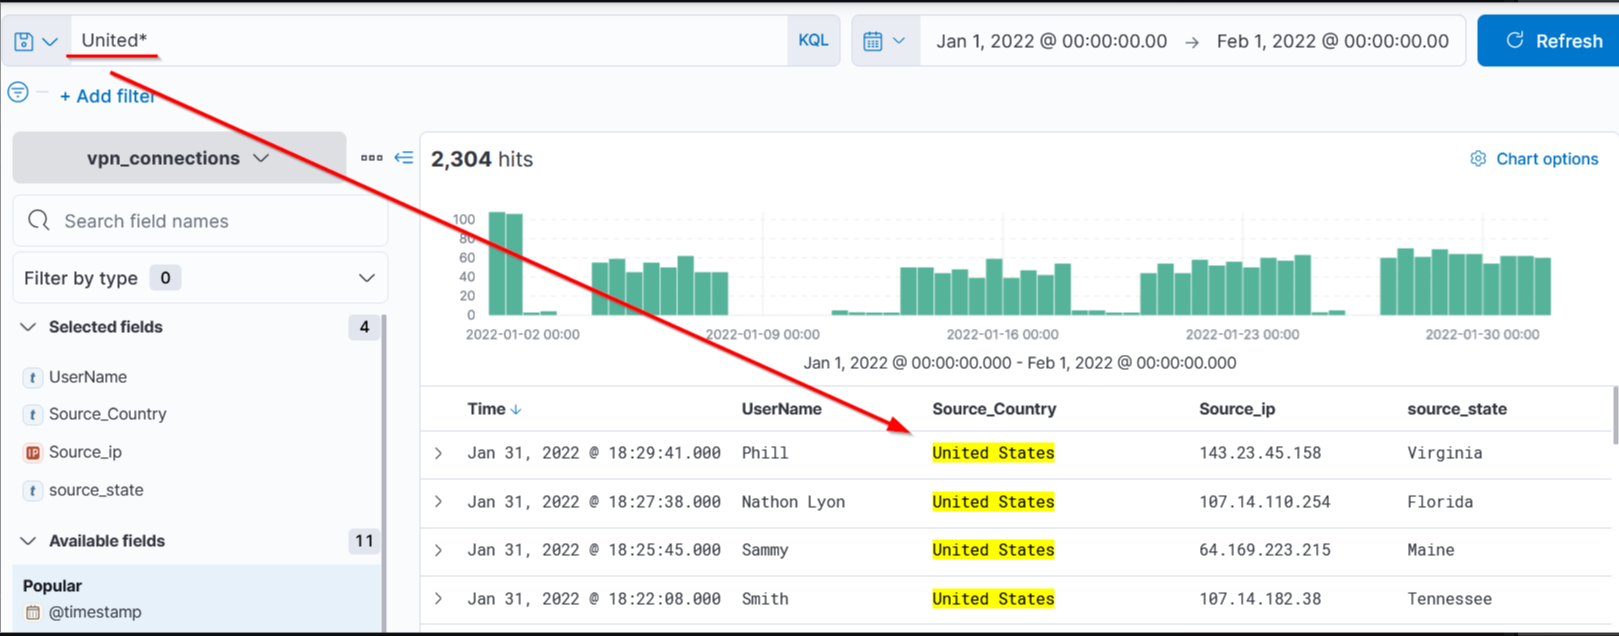 United*
KQL
Jan 1, 2022 @ 00:00:00.00 → Feb 1, 2022 @ 00:00:00.00
Refresh
+ Add filter
vpn_connections
2,304 hits
Chart options
Search field names
Filter by type 0
Selected fields 4
t UserName
t Source_Country
IP Source_ip
t source_state
Available fields 11
Popular
@timestamp
100
80
60
40
20
0
2022-01-02 00:00 2022-01-09 00:00 2022-01-16 00:00 2022-01-23 00:00 2022-01-30 00:00
Jan 1, 2022 @ 00:00:00.000 - Feb 1, 2022 @ 00:00:00.000
Time ↓ UserName Source_Country Source_ip source_state
Jan 31, 2022 @ 18:29:41.000 Phill United States 143.23.45.158 Virginia
Jan 31, 2022 @ 18:27:38.000 Nathon Lyon United States 107.14.110.254 Florida
Jan 31, 2022 @ 18:25:45.000 Sammy United States 64.169.223.215 Maine
Jan 31, 2022 @ 18:22:08.000 Smith United States 107.14.182.38 Tennessee